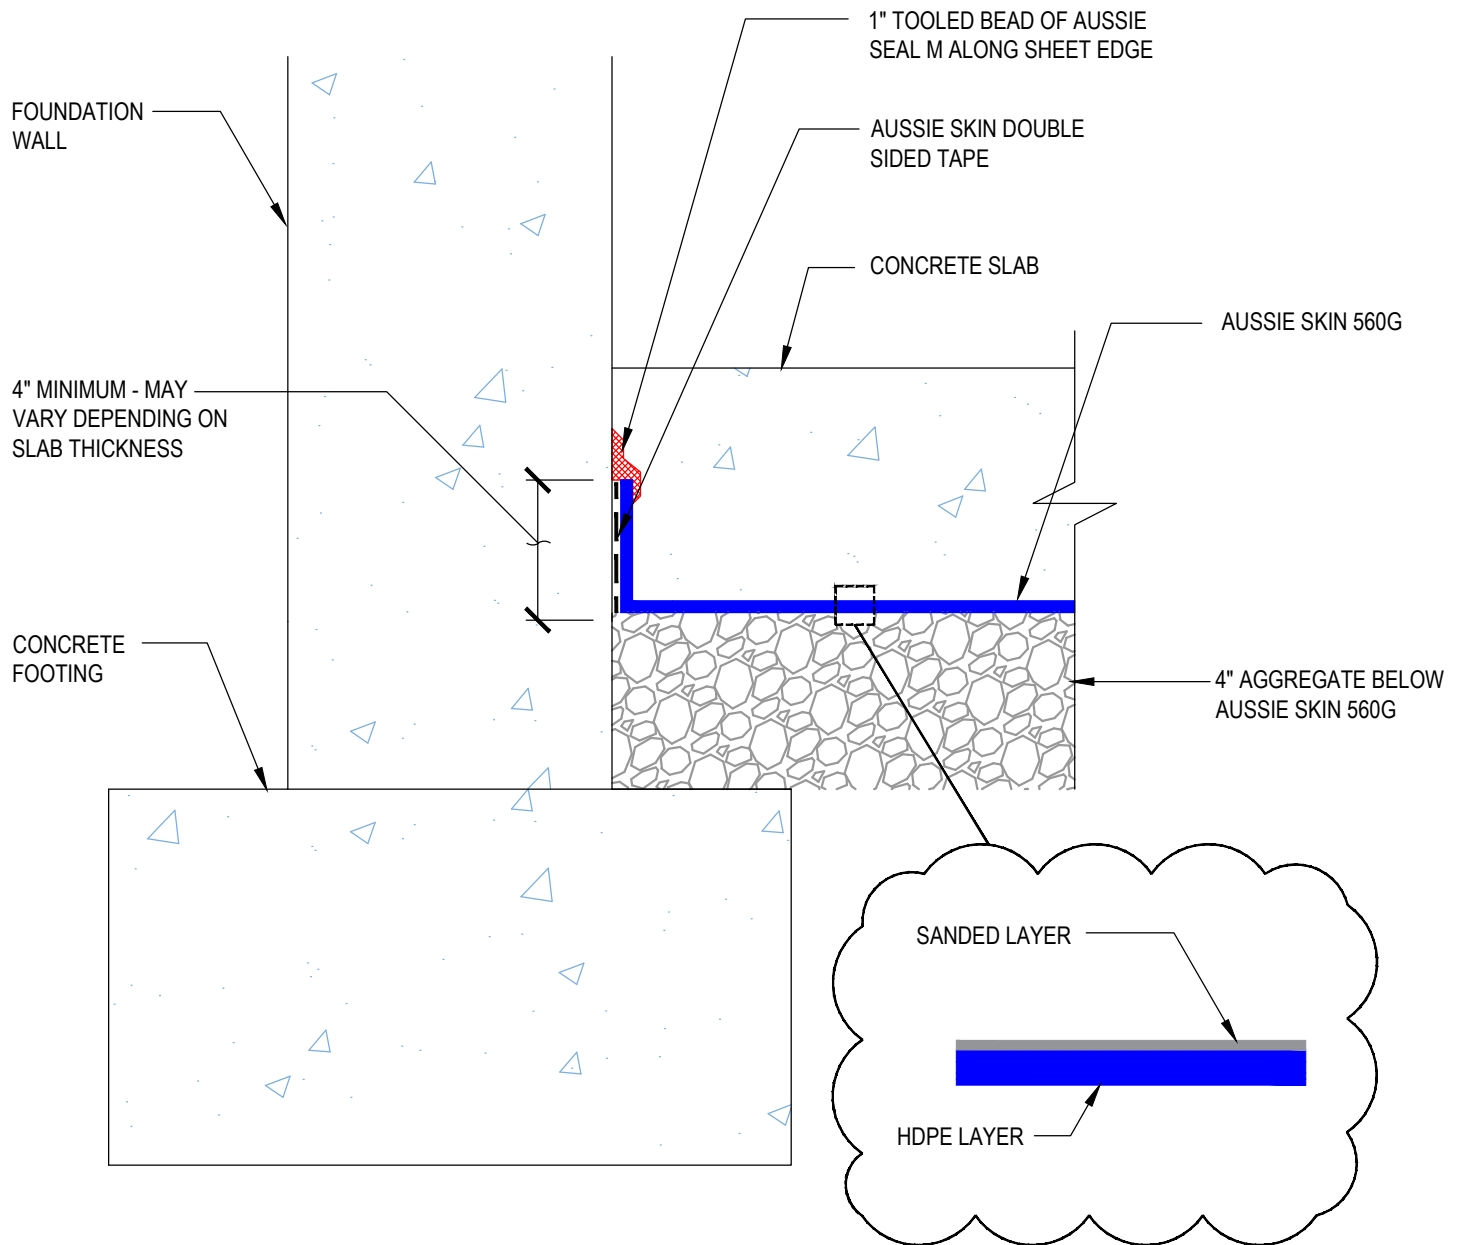 1" TOOLED BEAD OF AUSSIE
SEAL M ALONG SHEET EDGE
FOUNDATION
WALL
AUSSIE SKIN DOUBLE
SIDED TAPE
CONCRETE SLAB
AUSSIE SKIN 560G
4" MINIMUM - MAY
VARY DEPENDING ON
SLAB THICKNESS
CONCRETE
FOOTING
4" AGGREGATE BELOW
AUSSIE SKIN 560G
SANDED LAYER
HDPE LAYER